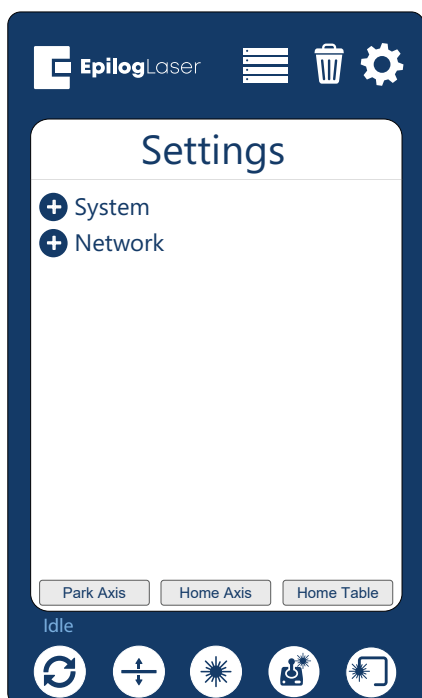 EpilogLaser
Settings
System
Network
Park Axis Home Axis Home Table
Idle